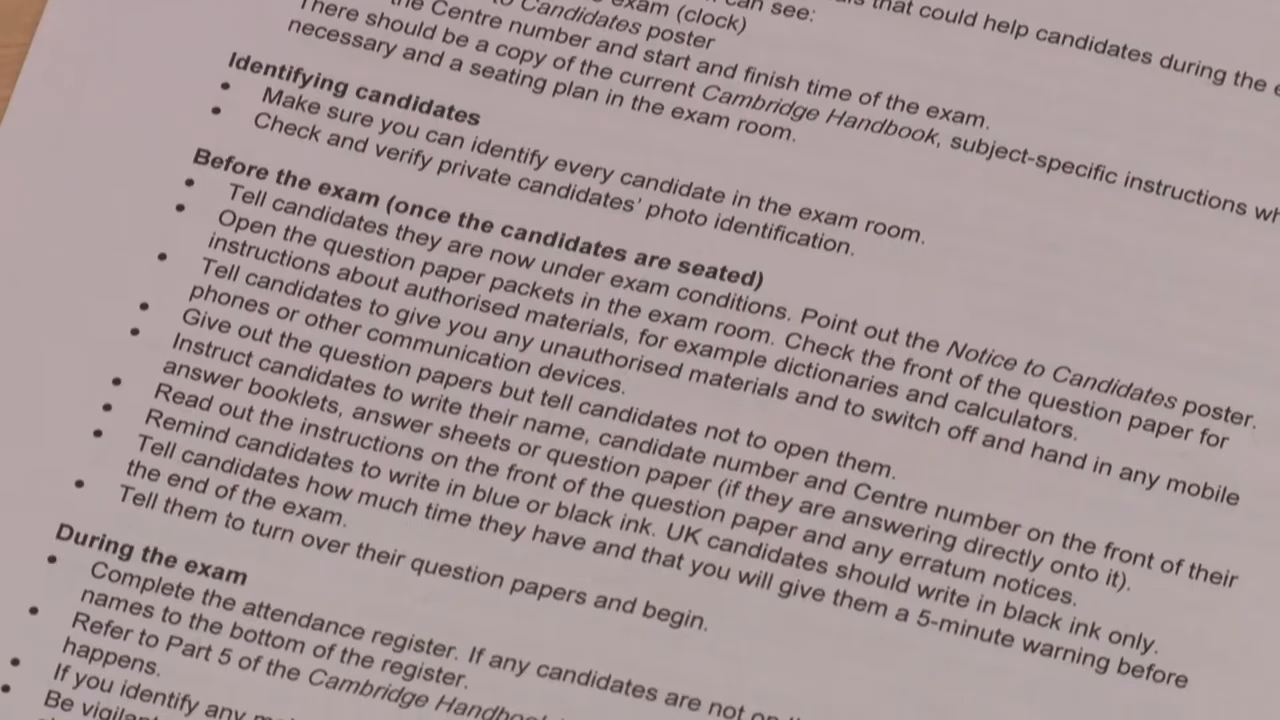 that could help candidates during the
can see:
exam (clock)
Candidates poster
the Centre number and start and finish time of the exam.
There should be a copy of the current Cambridge Handbook, subject-specific instructions
necessary and a seating plan in the exam room.
Identifying candidates
• Make sure you can identify every candidate in the exam room.
• Check and verify private candidates' photo identification.
Before the exam (once the candidates are seated)
• Tell candidates they are now under exam conditions. Point out the Notice to Candidates poster.
• Open the question paper packets in the exam room. Check the front of the question paper for
instructions about authorised materials, for example dictionaries and calculators.
• Tell candidates to give you any unauthorised materials and to switch off and hand in any mobile
phones or other communication devices.
• Give out the question papers but tell candidates not to open them.
• Instruct candidates to write their name, candidate number and Centre number on the front of their
answer booklets, answer sheets or question paper (if they are answering directly onto it).
• Read out the instructions on the front of the question paper and any erratum notices.
• Remind candidates to write in blue or black ink. UK candidates should write in black ink only.
• Tell candidates how much time they have and that you will give them a 5-minute warning before
the end of the exam.
• Tell them to turn over their question papers and begin.
During the exam
• Complete the attendance register. If any candidates are not on
names to the bottom of the register.
• Refer to Part 5 of the Cambridge
happens.
• If you identify any
• Be